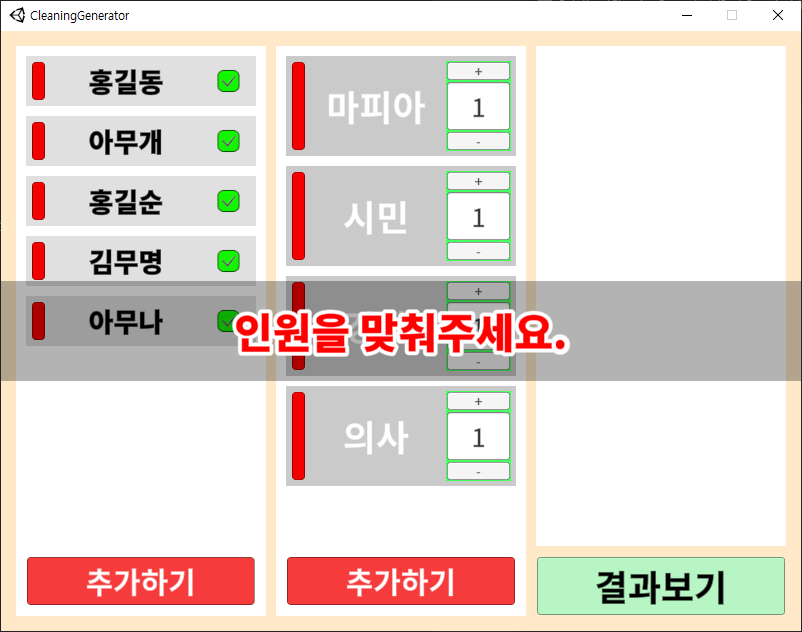 CleaningGenerator
홍길동
아무개
홍길순
김무명
아무나
추가하기
마피아
+
1
-
시민
+
1
-
+
-
의사
+
1
-
추가하기
인원을 맞춰주세요.
결과보기